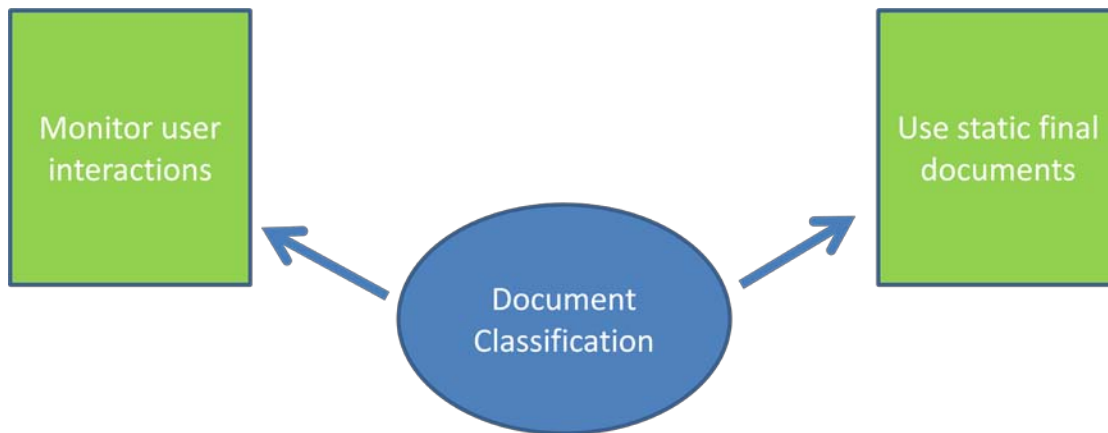 Monitor user
interactions
Use static final
documents
Document
Classification